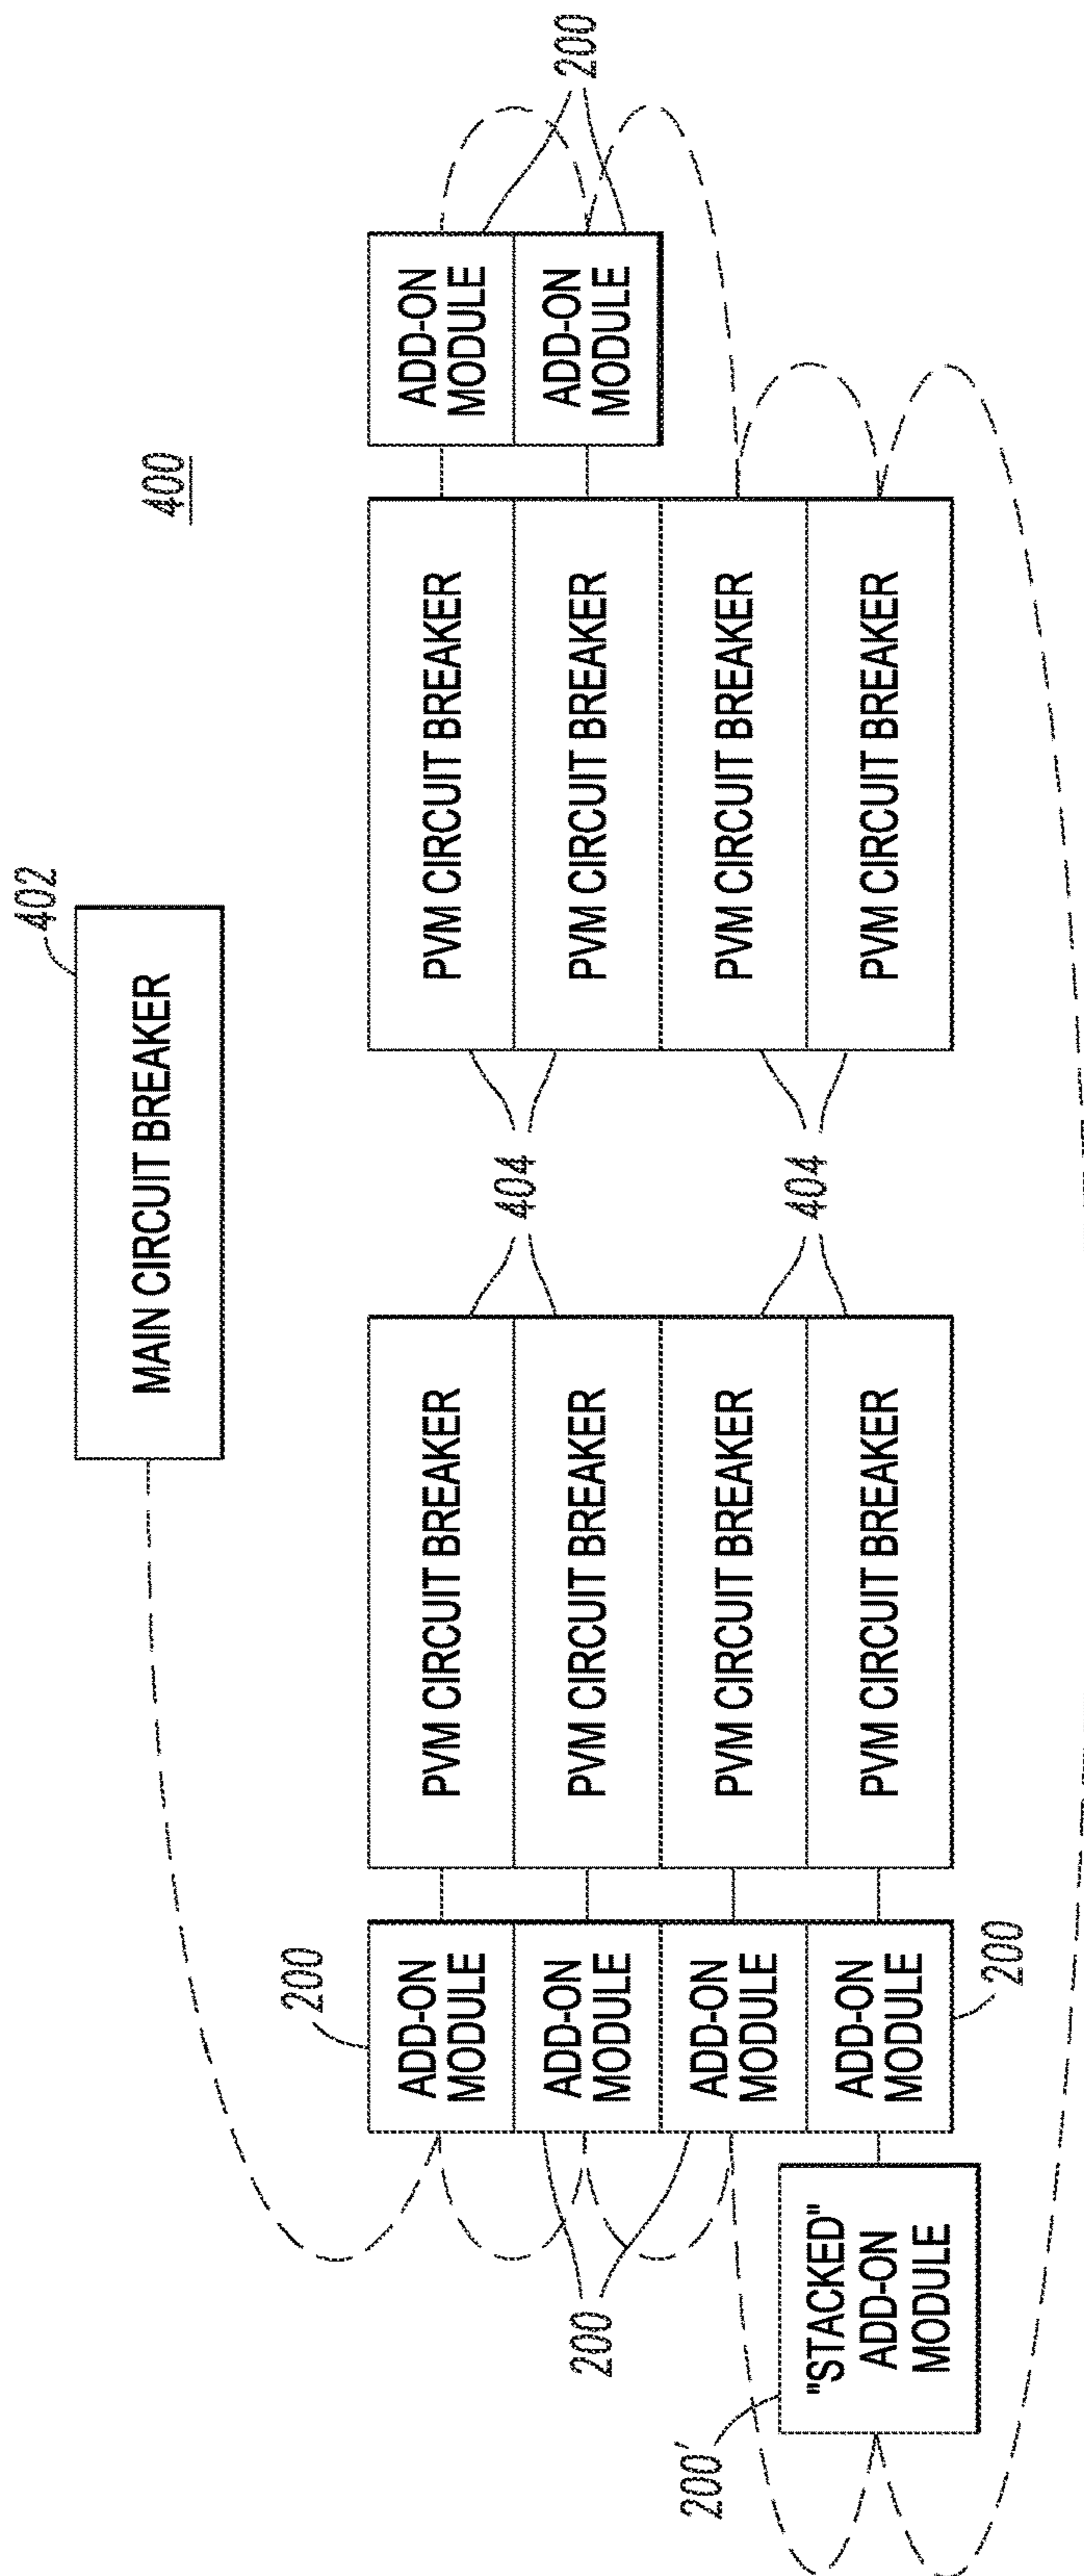 400
402
MAIN CIRCUIT BREAKER
200
200
ADD-ON
MODULE
PVM CIRCUIT BREAKER
PVM CIRCUIT BREAKER
ADD-ON
MODULE
ADD-ON
MODULE
PVM CIRCUIT BREAKER
404
PVM CIRCUIT BREAKER
ADD-ON
MODULE
200
ADD-ON
MODULE
PVM CIRCUIT BREAKER
PVM CIRCUIT BREAKER
ADD-ON
MODULE
PVM CIRCUIT BREAKER
404
PVM CIRCUIT BREAKER
200'
"STACKED"
ADD-ON
MODULE
200